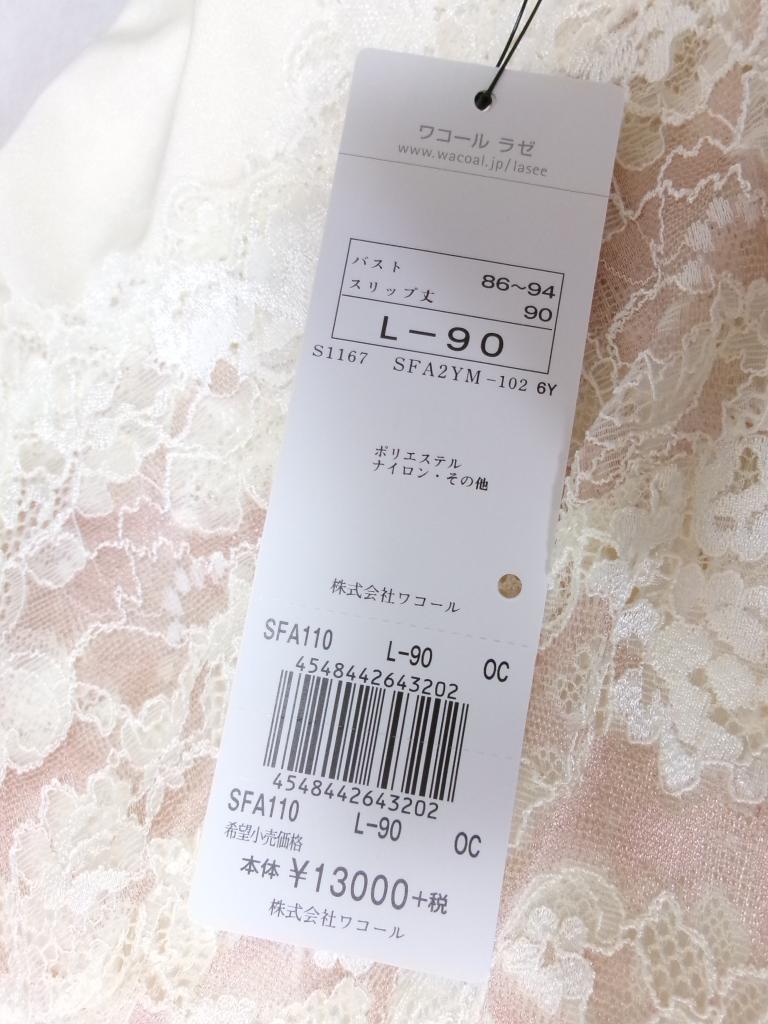 ワコール ラゼ
www.wacoal.jp/lasee
バスト 86~94
スリップ丈 90
L-90
S1167 SFA2YM-102 6Y
ポリエステル
ナイロン・その他
株式会社ワコール
SFA110 L-90 OC
4548442643202
4548442643202
SFA110 L-90 OC
希望小売価格
本体 ¥13000+税
株式会社ワコール